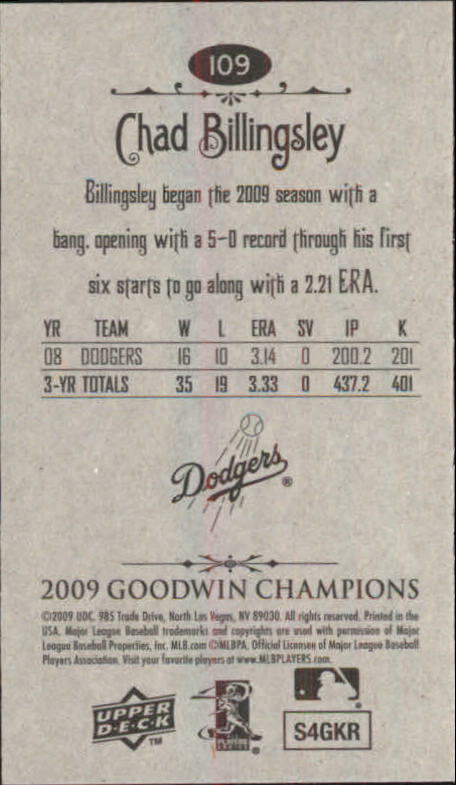 109
Chad Billingsley
Billingsley began the 2009 season with a
bang, opening with a 5-0 record through his first
six starts to go along with a 2.21 ERA.
YR TEAM W L ERA SV IP K
08 DODGERS 16 10 3.14 0 200.2 201
3-YR TOTALS 35 19 3.33 0 437.2 401
Dodgers ®
2009 GOODWIN CHAMPIONS
©2009 UDC. 985 Trade Drive, North Las Vegas, NV 89030. All rights reserved. Printed in the
USA. Major League Baseball trademarks and copyrights are used with permission of Major
League Baseball Properties, Inc. MLB.com ©MLBPA, Official Licensee of Major League Baseball
Players Association. Visit your favorite players at www.MLBPLAYERS.com.
UPPER
D·E·C·K
TM
PLAYERS
CHOICE ®
S4GKR